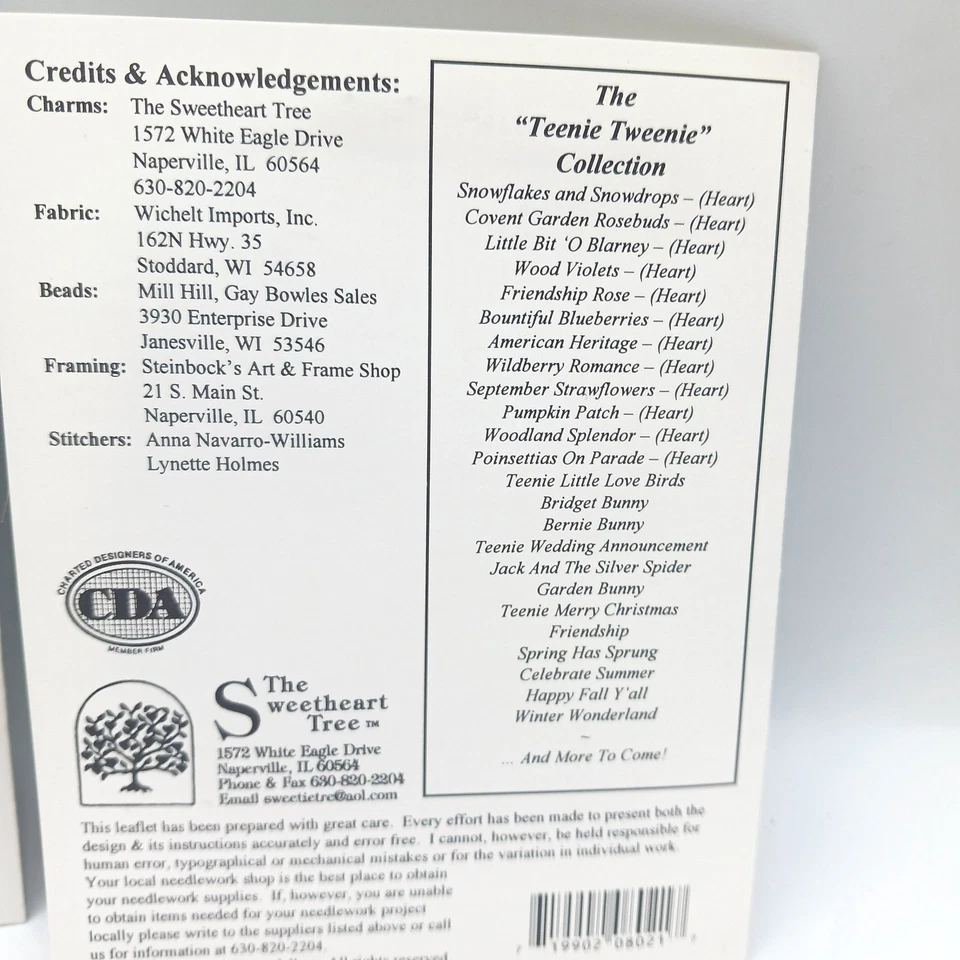 Credits & Acknowledgements:
Charms: The Sweetheart Tree
1572 White Eagle Drive
Naperville, IL 60564
630-820-2204
Fabric: Wichelt Imports, Inc.
162N Hwy. 35
Stoddard, WI 54658
Beads: Mill Hill, Gay Bowles Sales
3930 Enterprise Drive
Janesville, WI 53546
Framing: Steinbock's Art & Frame Shop
21 S. Main St.
Naperville, IL 60540
Stitchers: Anna Navarro-Williams
Lynette Holmes
CHARTED DESIGNERS OF AMERICA
CDA
MEMBER FIRM
The
Sweetheart
Tree™
1572 White Eagle Drive
Naperville, IL 60564
Phone & Fax 630-820-2204
Email sweetietre@aol.com
The
“Teenie Tweenie”
Collection
Snowflakes and Snowdrops – (Heart)
Covent Garden Rosebuds – (Heart)
Little Bit ‘O Blarney – (Heart)
Wood Violets – (Heart)
Friendship Rose – (Heart)
Bountiful Blueberries – (Heart)
American Heritage – (Heart)
Wildberry Romance – (Heart)
September Strawflowers – (Heart)
Pumpkin Patch – (Heart)
Woodland Splendor – (Heart)
Poinsettias On Parade – (Heart)
Teenie Little Love Birds
Bridget Bunny
Bernie Bunny
Teenie Wedding Announcement
Jack And The Silver Spider
Garden Bunny
Teenie Merry Christmas
Friendship
Spring Has Sprung
Celebrate Summer
Happy Fall Y'all
Winter Wonderland
~
... And More To Come!
This leaflet has been prepared with great care. Every effort has been made to present both the
design & its instructions accurately and error free. I cannot, however, be held responsible for
human error, typographical or mechanical mistakes or for the variation in individual work.
Your local needlework shop is the best place to obtain
your needlework supplies. If, however, you are unable
to obtain items needed for your needlework project
locally please write to the suppliers listed above or call
us for information at 630-820-2204.
All rights reserved
7 19902 08021 7